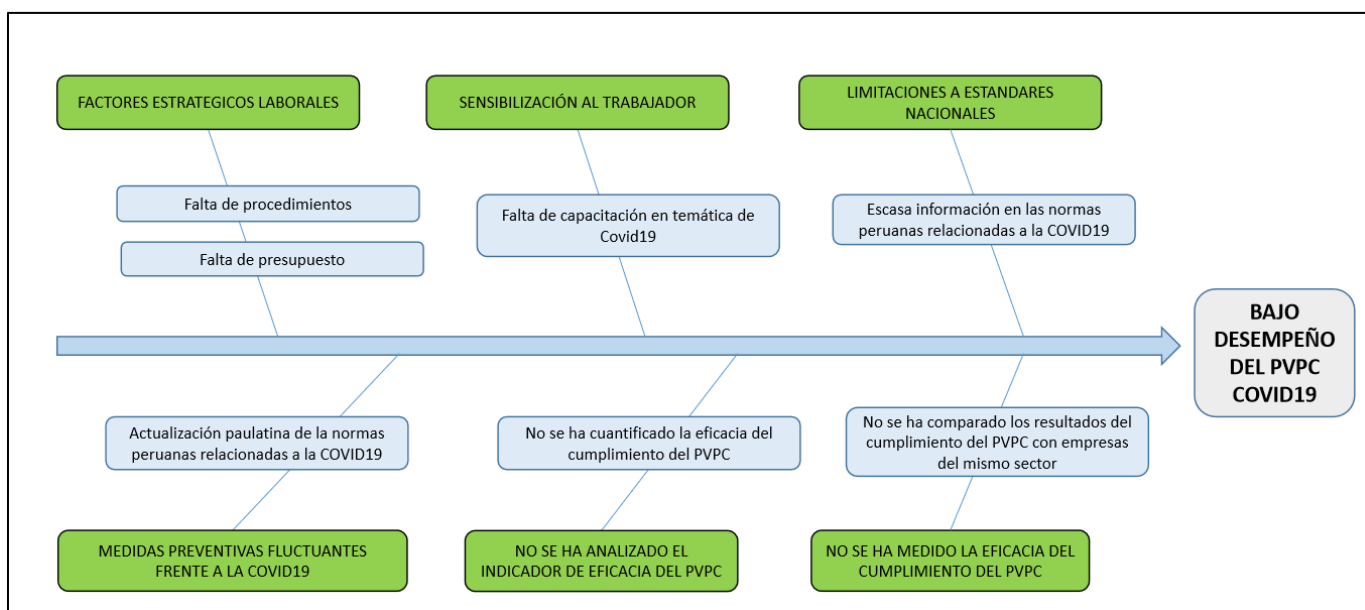 FACTORES ESTRATEGICOS LABORALES
SENSIBILIZACIÓN AL TRABAJADOR
LIMITACIONES A ESTANDARES
NACIONALES
Falta de procedimientos
Falta de presupuesto
Falta de capacitación en temática de
Covid19
Escasa información en las normas
peruanas relacionadas a la COVID19
BAJO
DESEMPEÑO
DEL PVPC
COVID19
Actualización paulatina de la normas
peruanas relacionadas a la COVID19
No se ha cuantificado la eficacia del
cumplimiento del PVPC
No se ha comparado los resultados del
cumplimiento del PVPC con empresas
del mismo sector
MEDIDAS PREVENTIVAS FLUCTUANTES
FRENTE A LA COVID19
NO SE HA ANALIZADO EL
INDICADOR DE EFICACIA DEL PVPC
NO SE HA MEDIDO LA EFICACIA DEL
CUMPLIMIENTO DEL PVPC